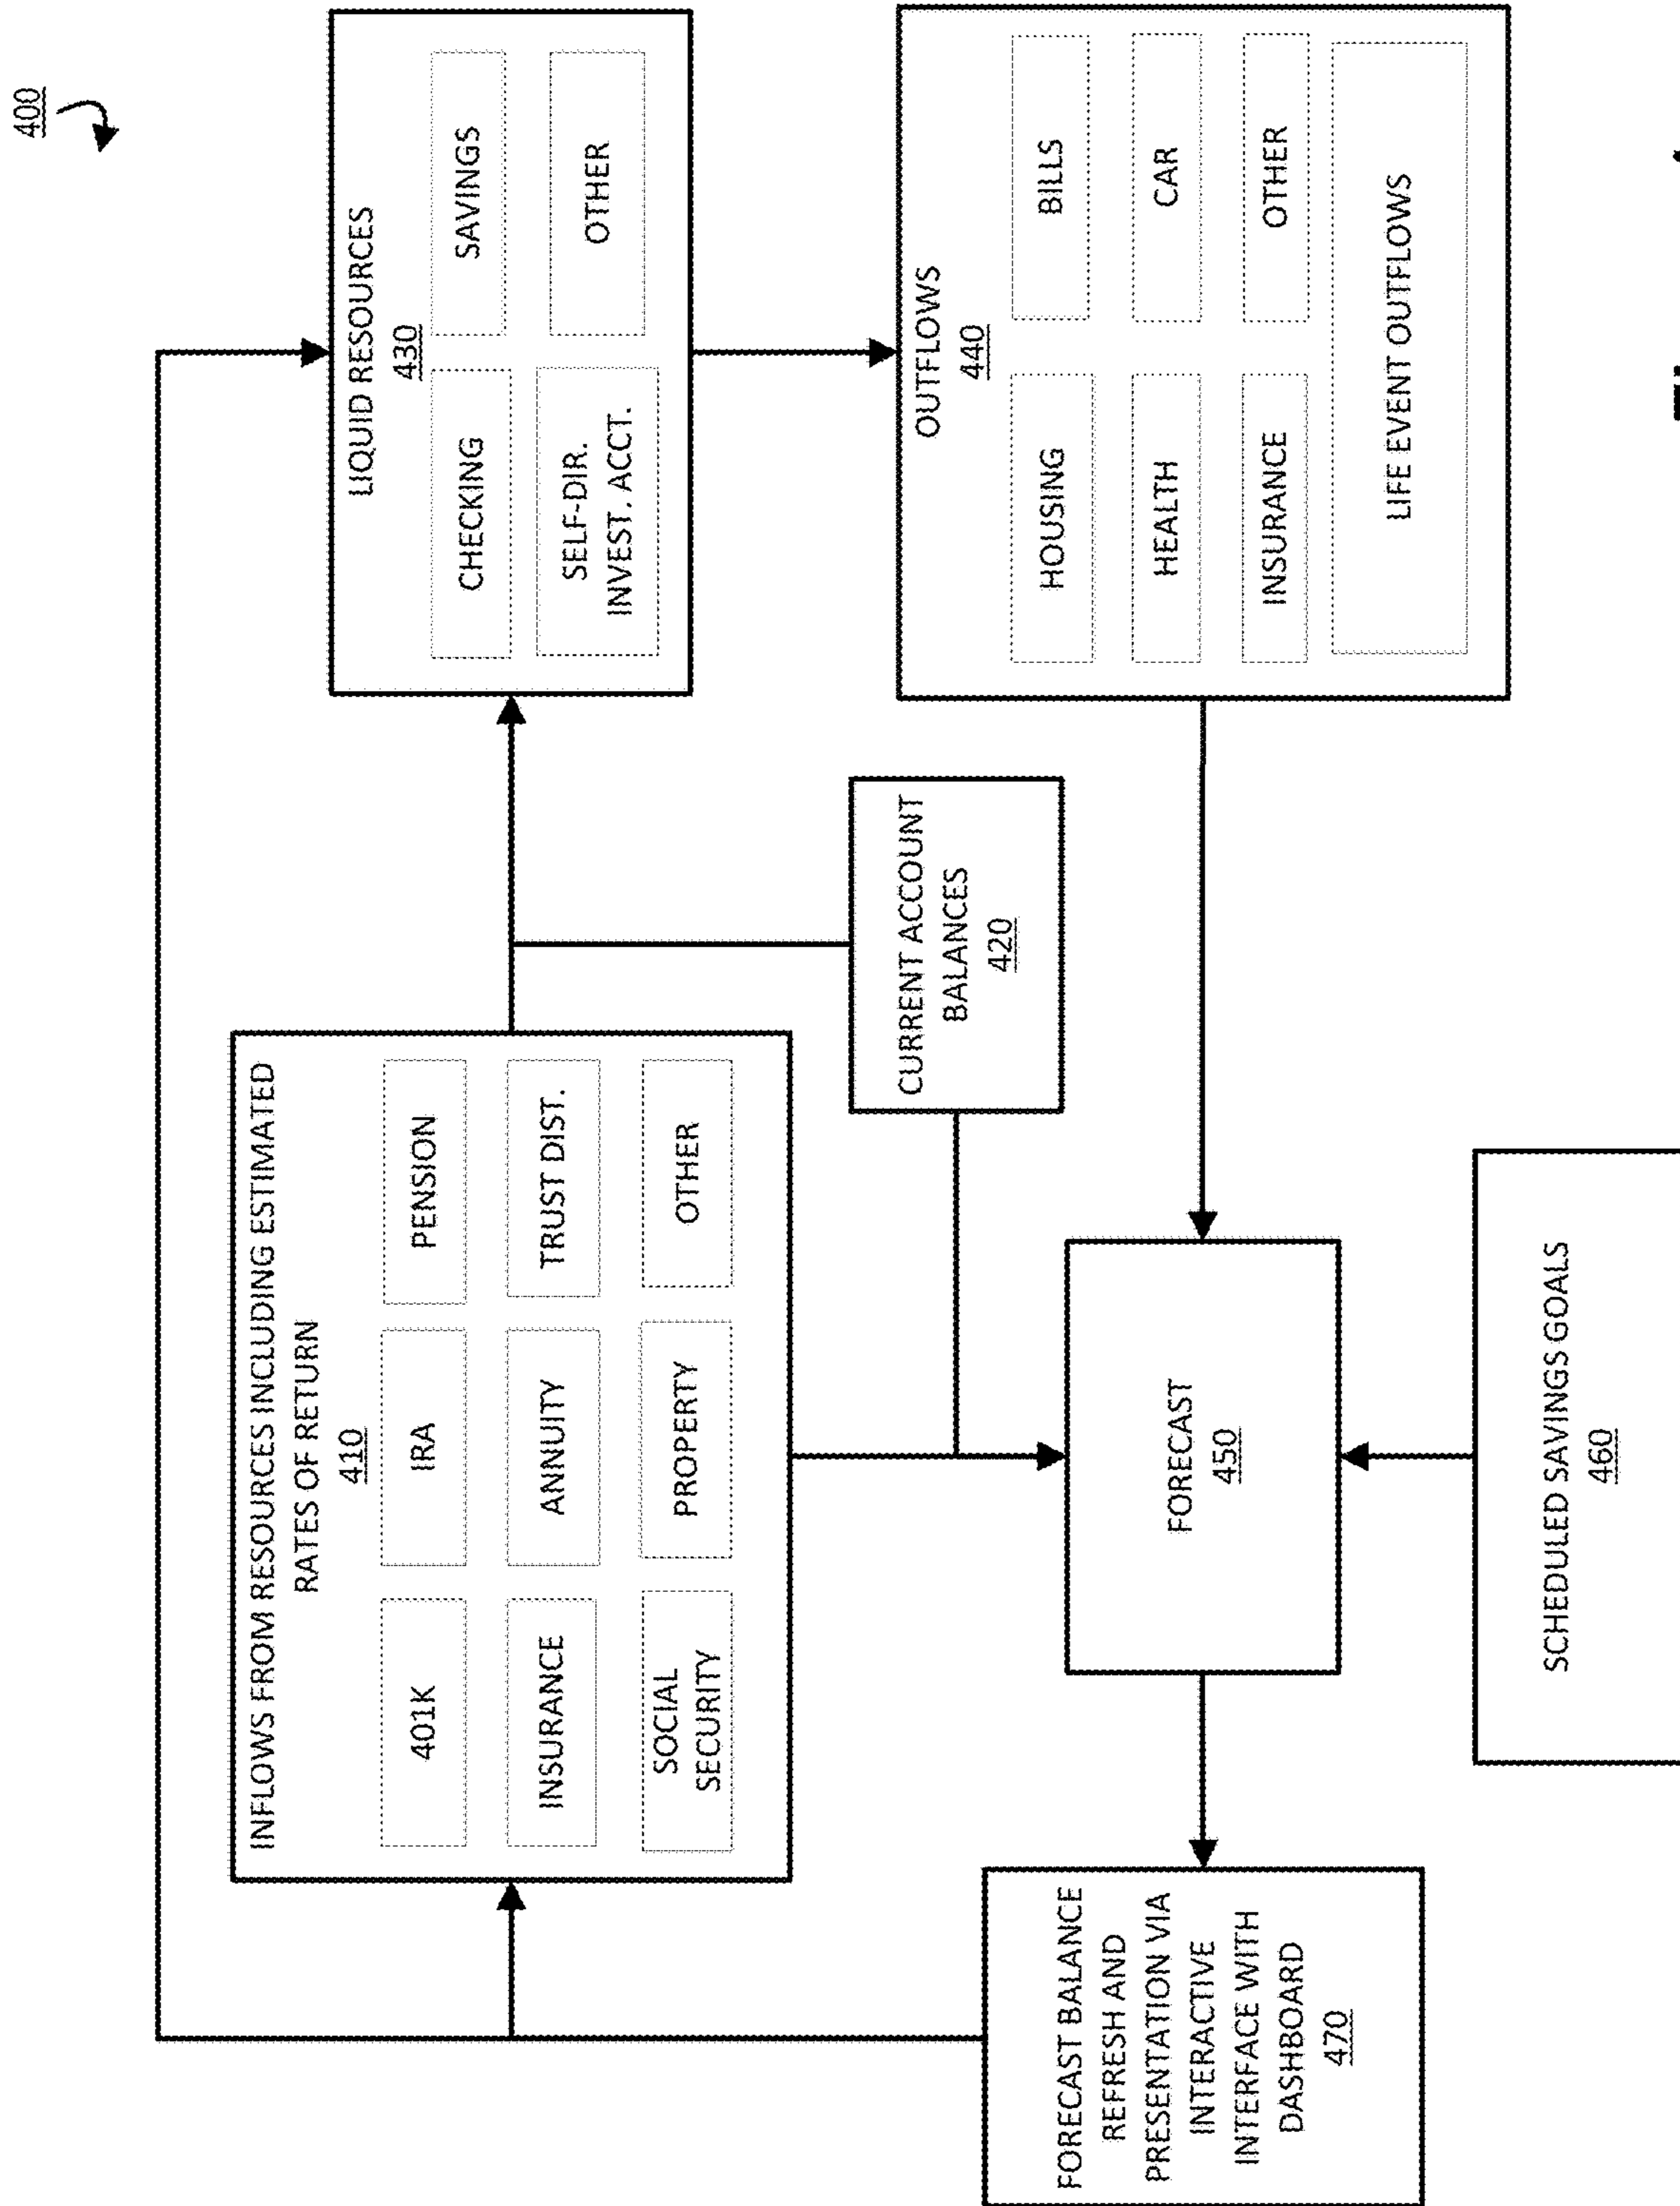 400
INFLOWS FROM RESOURCES INCLUDING ESTIMATED
RATES OF RETURN
410
401K
IRA
PENSION
INSURANCE
ANNUITY
TRUST DIST.
SOCIAL
SECURITY
PROPERTY
OTHER
LIQUID RESOURCES
430
CHECKING
SAVINGS
SELF-DIR.
INVEST. ACCT.
OTHER
CURRENT ACCOUNT
BALANCES
420
OUTFLOWS
440
HOUSING
BILLS
HEALTH
CAR
INSURANCE
OTHER
LIFE EVENT OUTFLOWS
FORECAST BALANCE
REFRESH AND
PRESENTATION VIA
INTERACTIVE
INTERFACE WITH
DASHBOARD
470
FORECAST
450
SCHEDULED SAVINGS GOALS
460